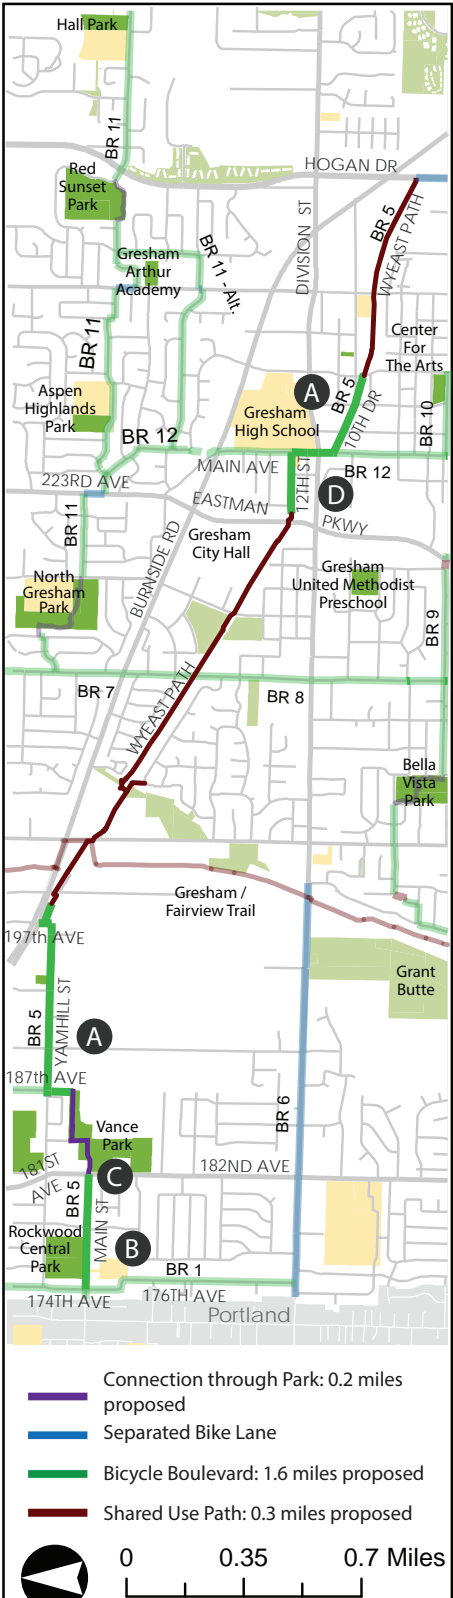 Hall Park
BR 11
HOGAN DR
Red
Sunset
Park
BR 5
WYEAST PATH
DIVISION ST
BR 11 - Alt.
Gresham
Arthur
Academy
BR 11
Center
For
The Arts
A
BR 5
10TH DR
Aspen
Highlands
Park
Gresham
High School
BR 10
BR 12
MAIN AVE
BR 12
223RD AVE
12TH ST
D
EASTMAN
PKWY
BR 11
BURNSIDE RD
Gresham
City Hall
North
Gresham
Park
Gresham
United Methodist
Preschool
BR 9
BR 7
BR 8
WYEAST PATH
Bella
Vista
Park
Gresham /
Fairview Trail
197th AVE
Grant
Butte
BR 5
YAMHILL ST
A
187th AVE
BR 6
Vance
Park
181ST
AVE
182ND AVE
C
BR 5
MAIN ST
Rockwood
Central
Park
B
BR 1
174TH AVE
176TH AVE
Portland
Connection through Park: 0.2 miles
proposed
Separated Bike Lane
Bicycle Boulevard: 1.6 miles proposed
Shared Use Path: 0.3 miles proposed
0 0.35 0.7 Miles